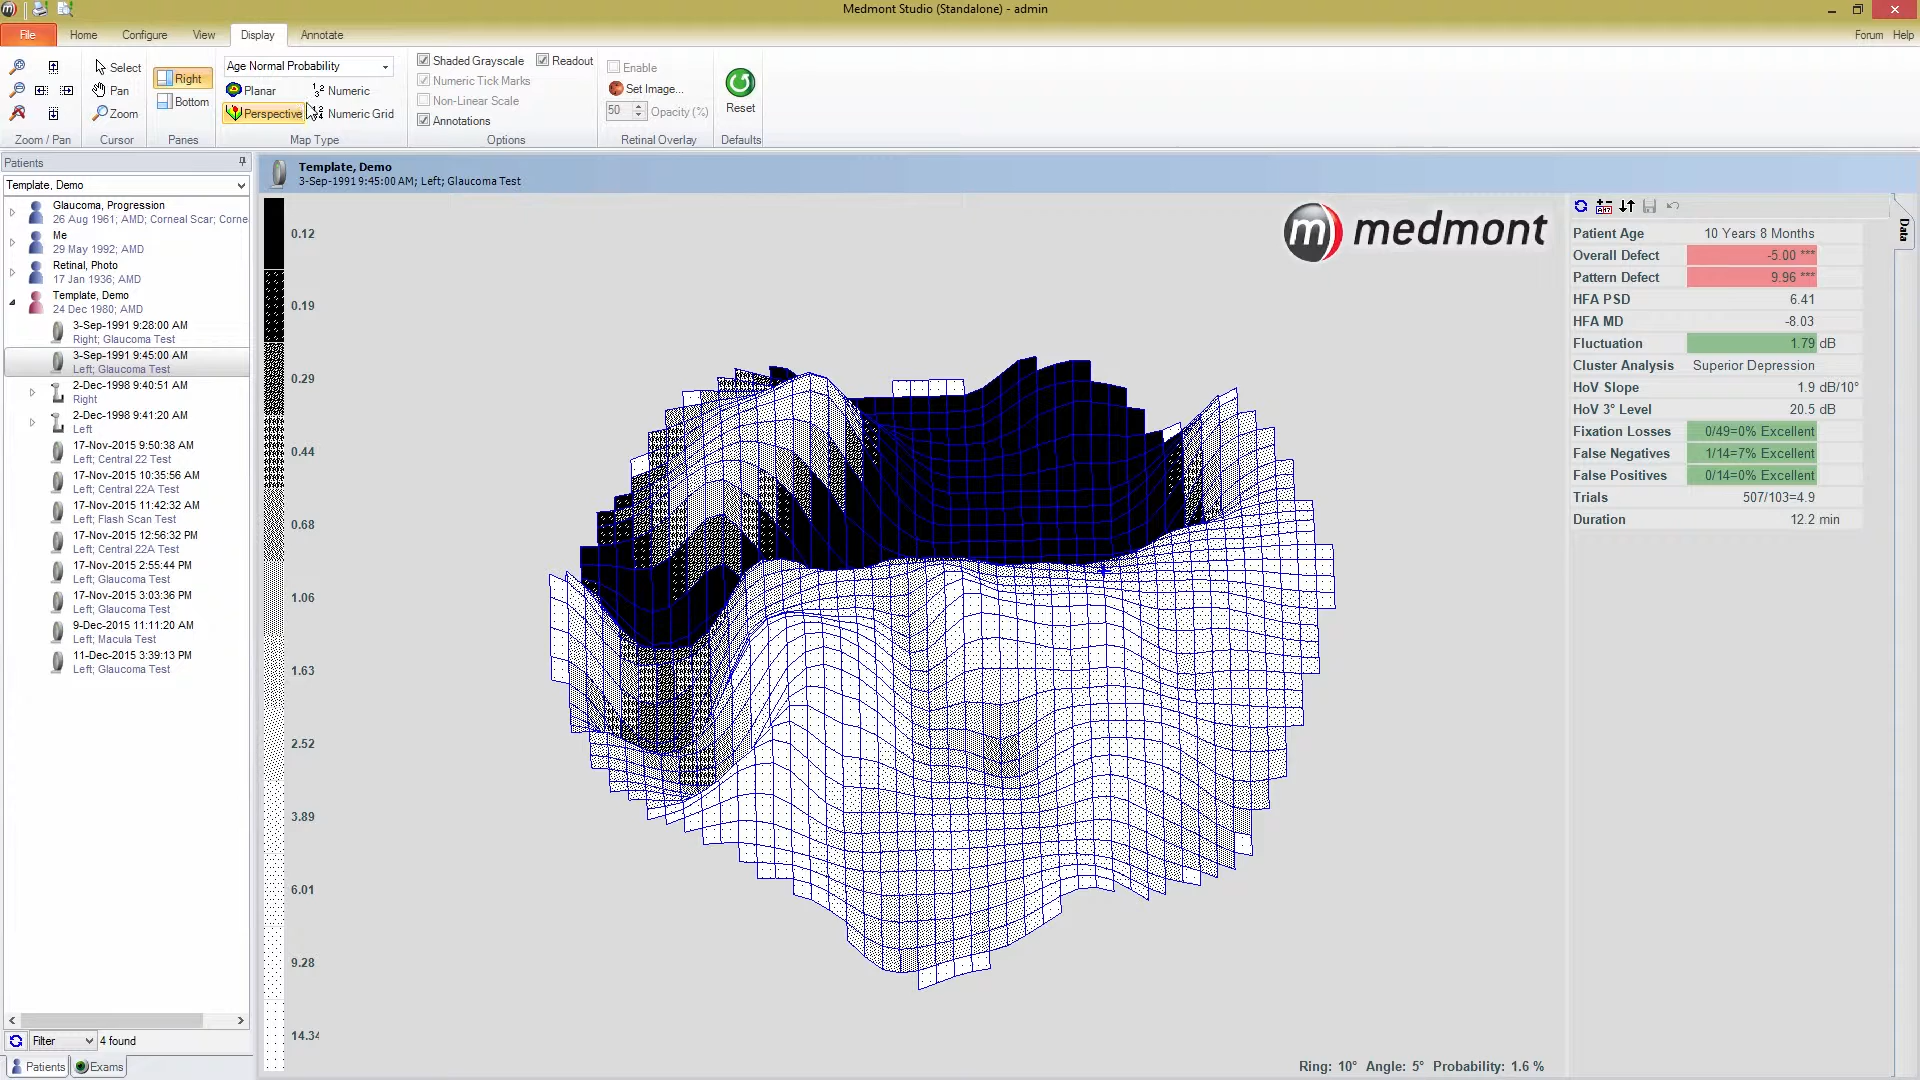 Medmont Studio (Standalone) - admin
File Home Configure View Display Annotate Forum Help
Select
Pan
Zoom
Zoom / Pan
Cursor
Right
Bottom
Panes
Age Normal Probability
Planar Numeric
Perspective Numeric Grid
Map Type
Shaded Grayscale Readout
Numeric Tick Marks
Non-Linear Scale
Annotations
Options
Enable
Set Image...
50 Opacity (%)
Retinal Overlay
Reset
Defaults
Patients
Template, Demo
Glaucoma, Progression
26 Aug 1961; AMD; Corneal Scar; Corne
Me
29 May 1992; AMD
Retinal, Photo
17 Jan 1936; AMD
Template, Demo
24 Dec 1980; AMD
3-Sep-1991 9:28:00 AM
Right; Glaucoma Test
3-Sep-1991 9:45:00 AM
Left; Glaucoma Test
2-Dec-1998 9:40:51 AM
Right
2-Dec-1998 9:41:20 AM
Left
17-Nov-2015 9:50:38 AM
Left; Central 22 Test
17-Nov-2015 10:35:56 AM
Left; Central 22A Test
17-Nov-2015 11:42:32 AM
Left; Flash Scan Test
17-Nov-2015 12:56:32 PM
Left; Central 22A Test
17-Nov-2015 2:55:44 PM
Left; Glaucoma Test
17-Nov-2015 3:03:36 PM
Left; Glaucoma Test
9-Dec-2015 11:11:20 AM
Left; Macula Test
11-Dec-2015 3:39:13 PM
Left; Glaucoma Test
Filter 4 found
Patients Exams
Template, Demo
3-Sep-1991 9:45:00 AM; Left; Glaucoma Test
0.12
0.19
0.29
0.44
0.68
1.06
1.63
2.52
3.89
6.01
9.28
14.34
m medmont
Ring: 10° Angle: 5° Probability: 1.6 %
Data
Patient Age 10 Years 8 Months
Overall Defect -5.00 ***
Pattern Defect 9.96 ***
HFA PSD 6.41
HFA MD -8.03
Fluctuation 1.79 dB
Cluster Analysis Superior Depression
HoV Slope 1.9 dB/10°
HoV 3° Level 20.5 dB
Fixation Losses 0/49=0% Excellent
False Negatives 1/14=7% Excellent
False Positives 0/14=0% Excellent
Trials 507/103=4.9
Duration 12.2 min